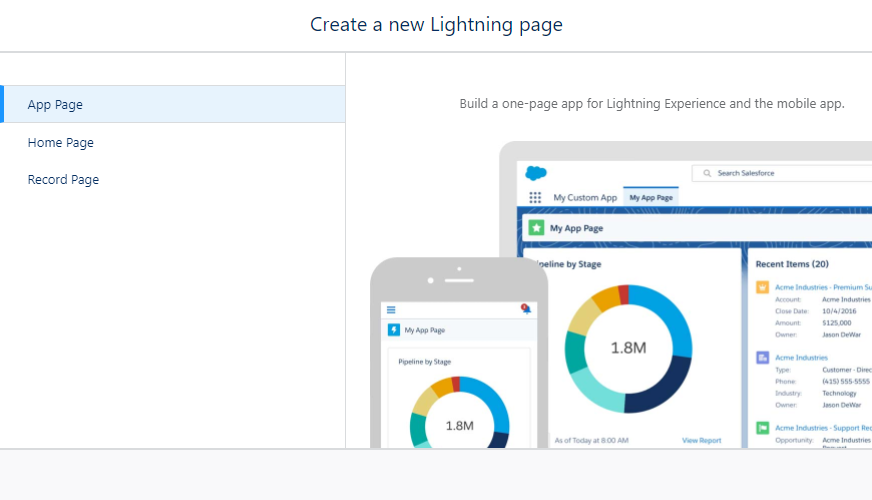 Create a new Lightning page
App Page
Home Page
Record Page
Build a one-page app for Lightning Experience and the mobile app.
Search Salesforce
My Custom App
My App Page
My App Page
Pipeline by Stage
1.8M
As of Today at 8:00 AM
View Report
Recent Items (20)
Acme Industries - Premium Su
Account: Acme Industries
Close Date: 10/4/2016
Amount: $125,000
Owner: Jason DeWar
Acme Industries
Type: Customer - Direc
Phone: (415) 555-5555
Industry: Technology
Owner: Jason DeWar
Acme Industries - Support Rec
Opportunity: Acme Industries
My App Page
Pipeline by Stage
1.8M